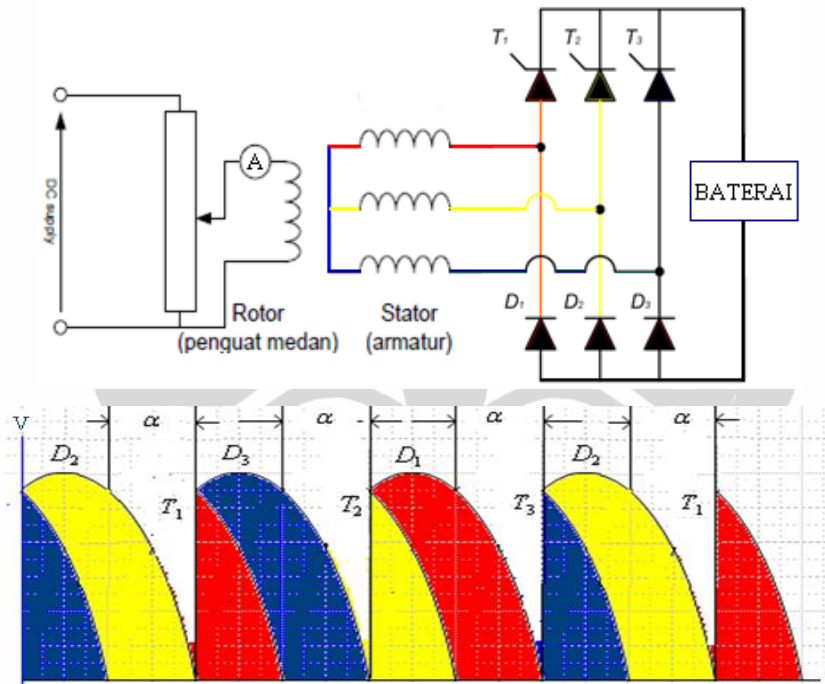 T1 T2 T3
A
DC supply
BATERAI
D1 D2 D3
Rotor
(penguat medan)
Stator
(armatur)
V α α α α
D2 D3 D1 D2
T1 T2 T3 T1